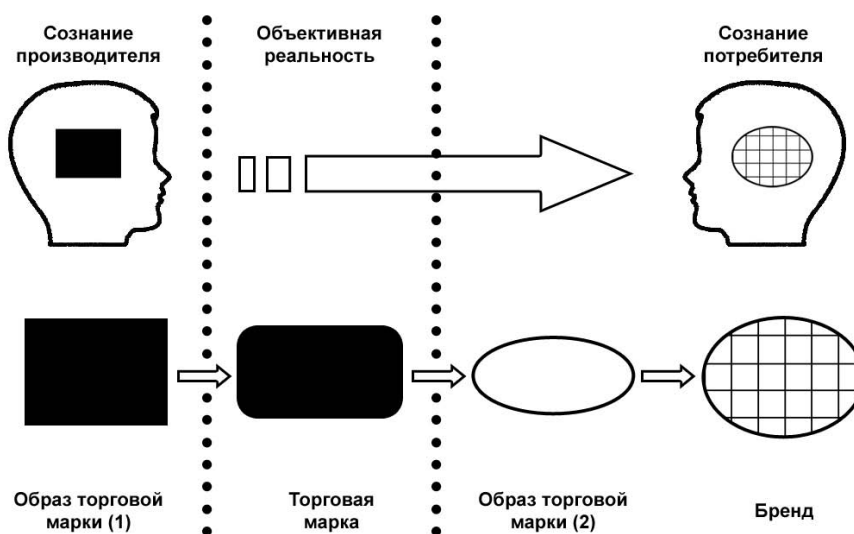 Сознание
производителя
Объективная
реальность
Сознание
потребителя
Образ торговой
марки (1)
Торговая
марка
Образ торговой
марки (2)
Бренд